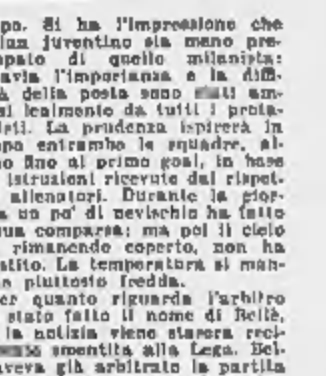 po. Si ha l'impressione che
juventino sia meno pre-
pato di quello milanista:
avia l'importanza e la diffi-
à della posta sono stati am-
si lealmente da tutti i prota-
isti. La prudenza ispirerà in
po entrambe le squadre, al-
no fino al primo goal, in base
istruzioni ricevute dai rispet-
allenatori. Durante la gior-
a un po' di nevischio ha fatto
sua comparsa; ma poi il cielo
rimanendo coperto, non ha
stito. La temperatura si man-
piuttosto fredda.
er quanto riguarda l'arbitro
stato fatto il nome di Bellè,
la notizia viene stasera reci-
smentita alla Lega. Bel-
aveva già arbitrato la partita